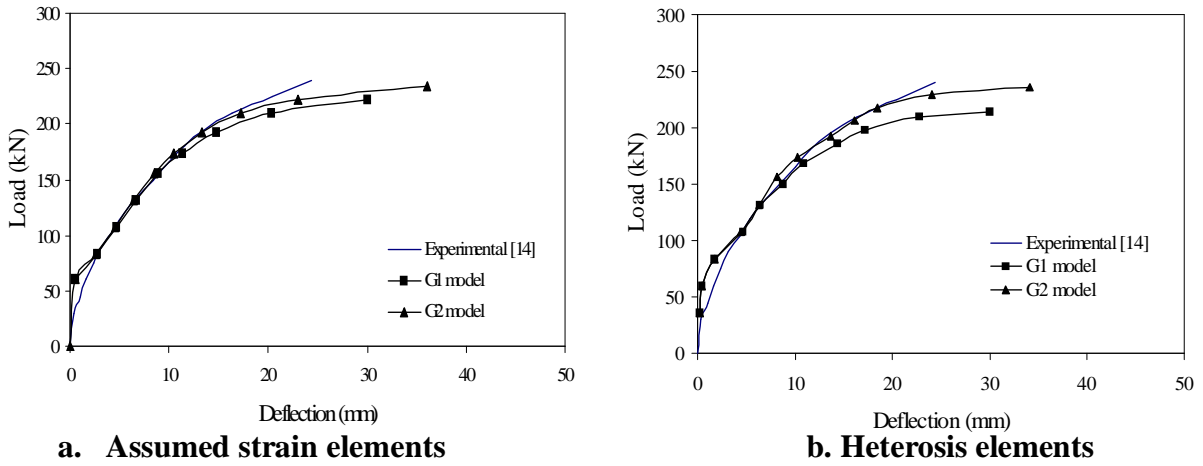 300
250
200
150
100
50
0
Load (kN)
0 10 20 30 40 50
Deflection (mm)
Experimental [14]
G1 model
G2 model
a. Assumed strain elements
300
250
200
150
100
50
0
Load (kN)
0 10 20 30 40 50
Deflection (mm)
Experimental [14]
G1 model
G2 model
b. Heterosis elements